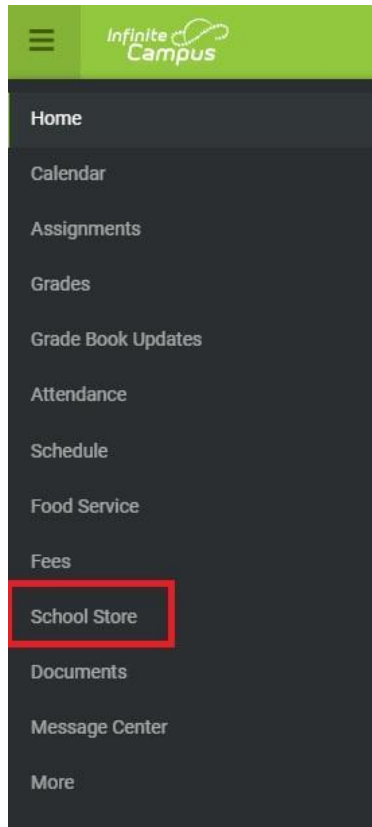 Infinite
Campus
Home
Calendar
Assignments
Grades
Grade Book Updates
Attendance
Schedule
Food Service
Fees
School Store
Documents
Message Center
More